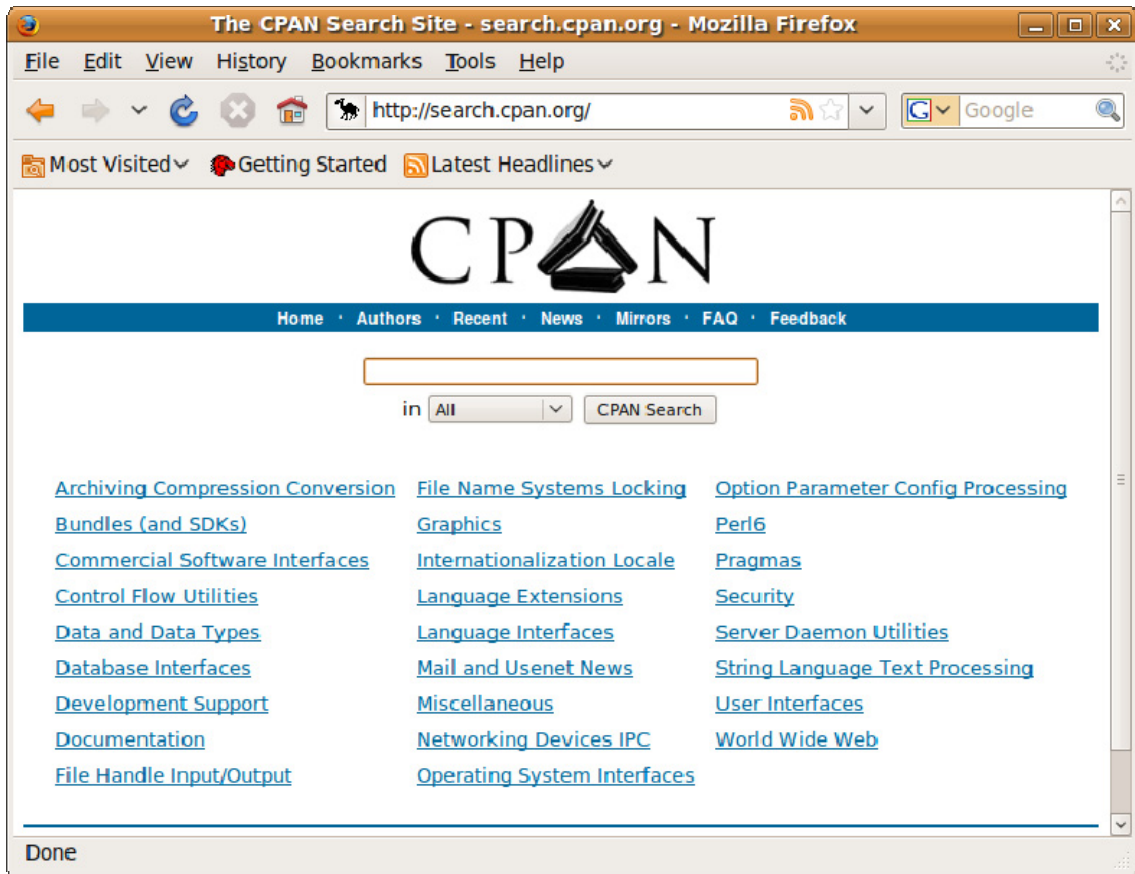 The CPAN Search Site - search.cpan.org - Mozilla Firefox
File Edit View History Bookmarks Tools Help
http://search.cpan.org/ G Google
Most Visited Getting Started Latest Headlines
CPAN
Home · Authors · Recent · News · Mirrors · FAQ · Feedback
in All CPAN Search
Archiving Compression Conversion File Name Systems Locking Option Parameter Config Processing
Bundles (and SDKs) Graphics Perl6
Commercial Software Interfaces Internationalization Locale Pragmas
Control Flow Utilities Language Extensions Security
Data and Data Types Language Interfaces Server Daemon Utilities
Database Interfaces Mail and Usenet News String Language Text Processing
Development Support Miscellaneous User Interfaces
Documentation Networking Devices IPC World Wide Web
File Handle Input/Output Operating System Interfaces
Done